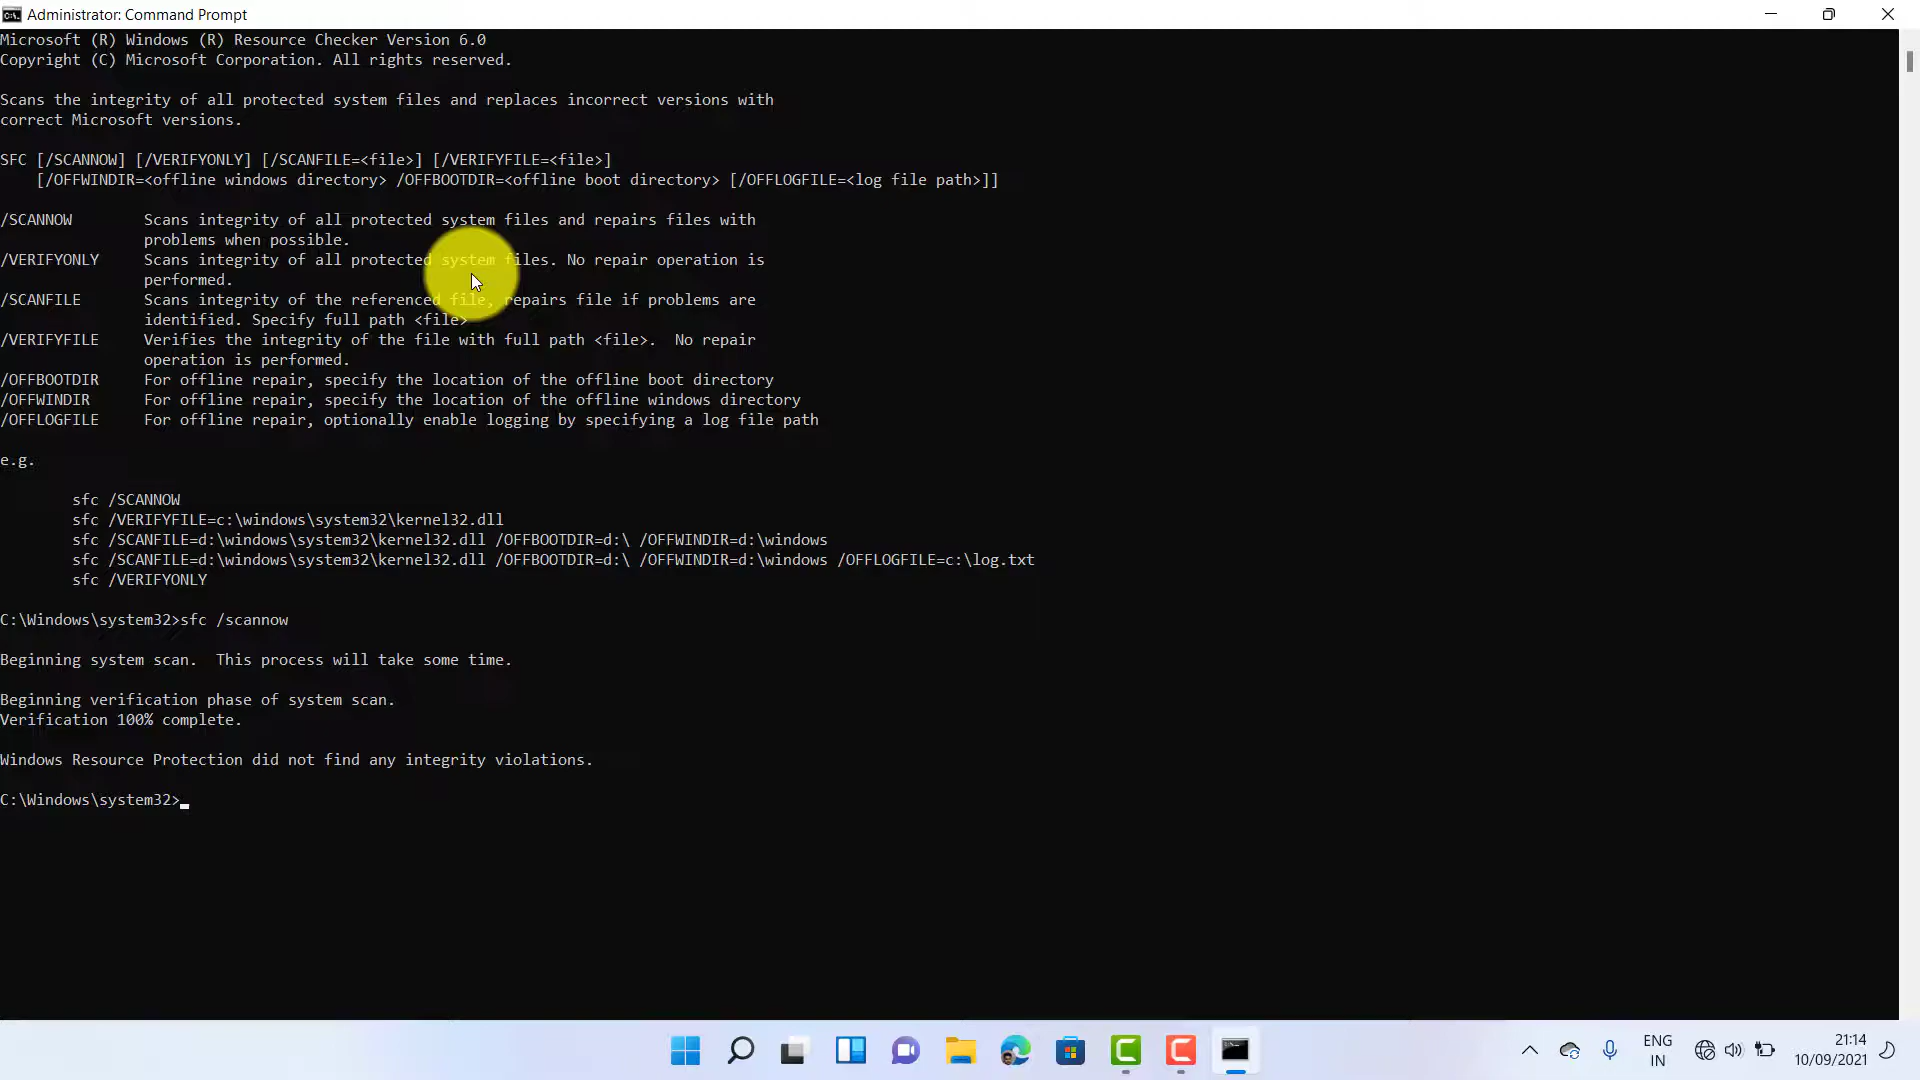 Administrator: Command Prompt
Microsoft (R) Windows (R) Resource Checker Version 6.0
Copyright (C) Microsoft Corporation. All rights reserved.
Scans the integrity of all protected system files and replaces incorrect versions with
correct Microsoft versions.
SFC [/SCANNOW] [/VERIFYONLY] [/SCANFILE=<file>] [/VERIFYFILE=<file>]
    [/OFFWINDIR=<offline windows directory> /OFFBOOTDIR=<offline boot directory> [/OFFLOGFILE=<log file path>]]
/SCANNOW        Scans integrity of all protected system files and repairs files with
                problems when possible.
/VERIFYONLY     Scans integrity of all protected system files. No repair operation is
                performed.
/SCANFILE       Scans integrity of the referenced file, repairs file if problems are
                identified. Specify full path <file>
/VERIFYFILE     Verifies the integrity of the file with full path <file>.  No repair
                operation is performed.
/OFFBOOTDIR     For offline repair, specify the location of the offline boot directory
/OFFWINDIR      For offline repair, specify the location of the offline windows directory
/OFFLOGFILE     For offline repair, optionally enable logging by specifying a log file path
e.g.
        sfc /SCANNOW
        sfc /VERIFYFILE=c:\windows\system32\kernel32.dll
        sfc /SCANFILE=d:\windows\system32\kernel32.dll /OFFBOOTDIR=d:\ /OFFWINDIR=d:\windows
        sfc /SCANFILE=d:\windows\system32\kernel32.dll /OFFBOOTDIR=d:\ /OFFWINDIR=d:\windows /OFFLOGFILE=c:\log.txt
        sfc /VERIFYONLY
C:\Windows\system32>sfc /scannow
Beginning system scan.  This process will take some time.
Beginning verification phase of system scan.
Verification 100% complete.
Windows Resource Protection did not find any integrity violations.
C:\Windows\system32>
ENG
IN
21:14
10/09/2021